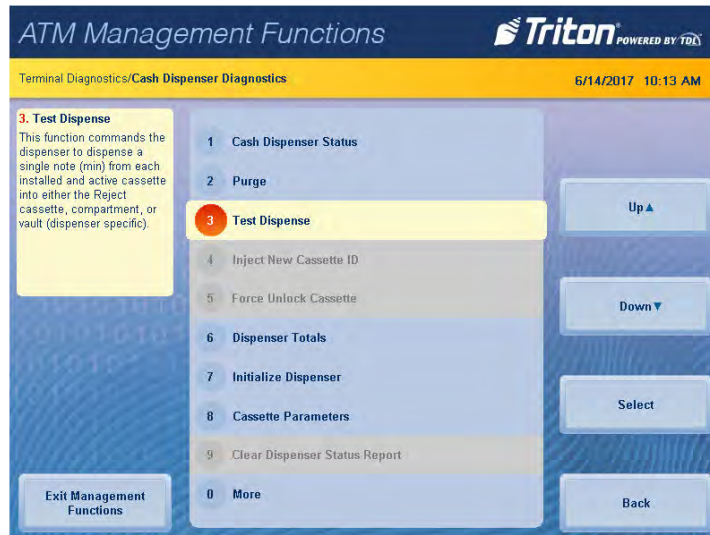 ATM Management Functions
Triton POWERED BY TDL
Terminal Diagnostics/Cash Dispenser Diagnostics
6/14/2017 10:13 AM
3. Test Dispense
This function commands the
dispenser to dispense a
single note (min) from each
installed and active cassette
into either the Reject
cassette, compartment, or
vault (dispenser specific).
1 Cash Dispenser Status
2 Purge
3 Test Dispense
4 Inject New Cassette ID
5 Force Unlock Cassette
6 Dispenser Totals
7 Initialize Dispenser
8 Cassette Parameters
9 Clear Dispenser Status Report
0 More
Up▲
Down▼
Select
Back
Exit Management
Functions